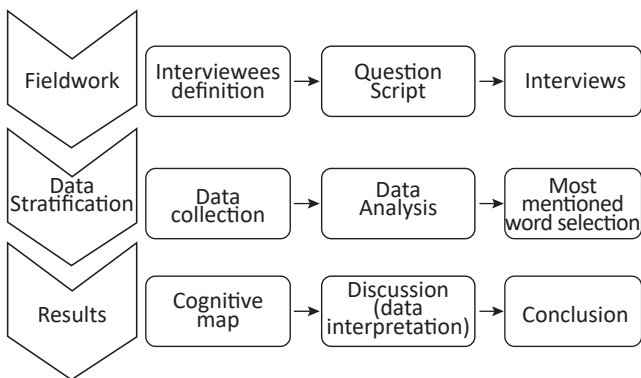 Fieldwork
Interviewees
definition
Question
Script
Interviews
Data
Stratification
Data
collection
Data
Analysis
Most
mentioned
word selection
Results
Cognitive
map
Discussion
(data
interpretation)
Conclusion